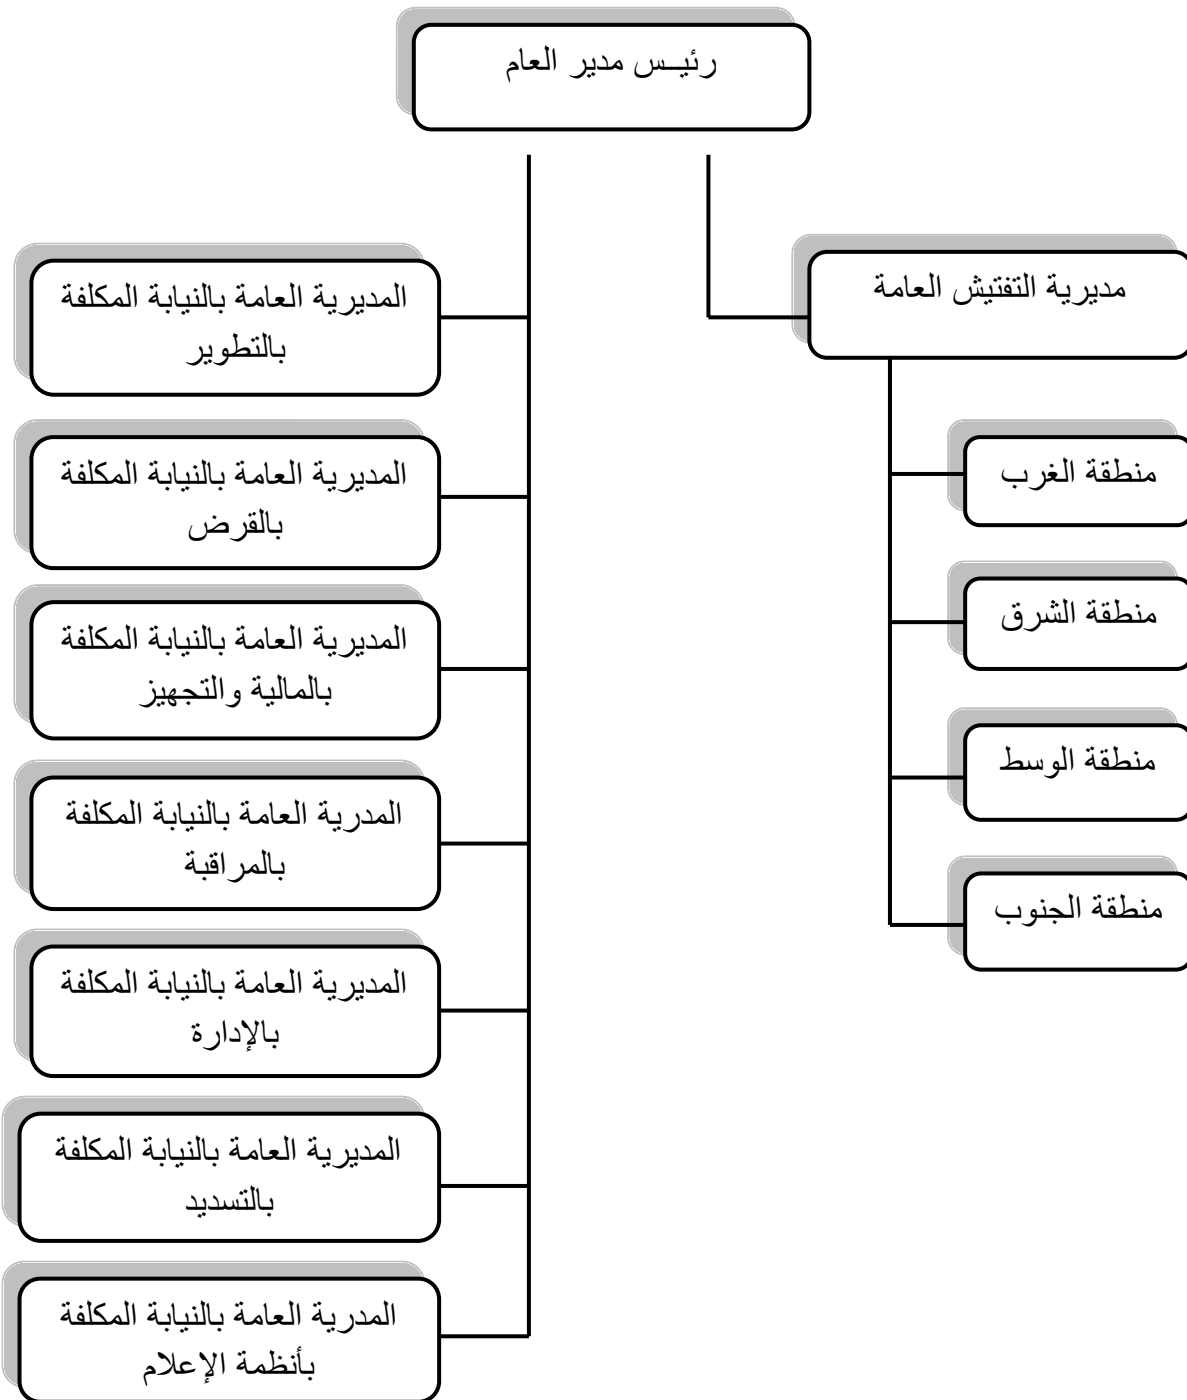 رئيــس مدير العام
مديرية التفتيش العامة
منطقة الغرب
منطقة الشرق
منطقة الوسط
منطقة الجنوب
المديرية العامة بالنيابة المكلفة
بالتطوير
المديرية العامة بالنيابة المكلفة
بالقرض
المديرية العامة بالنيابة المكلفة
بالمالية والتجهيز
المدرية العامة بالنيابة المكلفة
بالمراقبة
المديرية العامة بالنيابة المكلفة
بالإدارة
المديرية العامة بالنيابة المكلفة
بالتسديد
المدرية العامة بالنيابة المكلفة
بأنظمة الإعلام